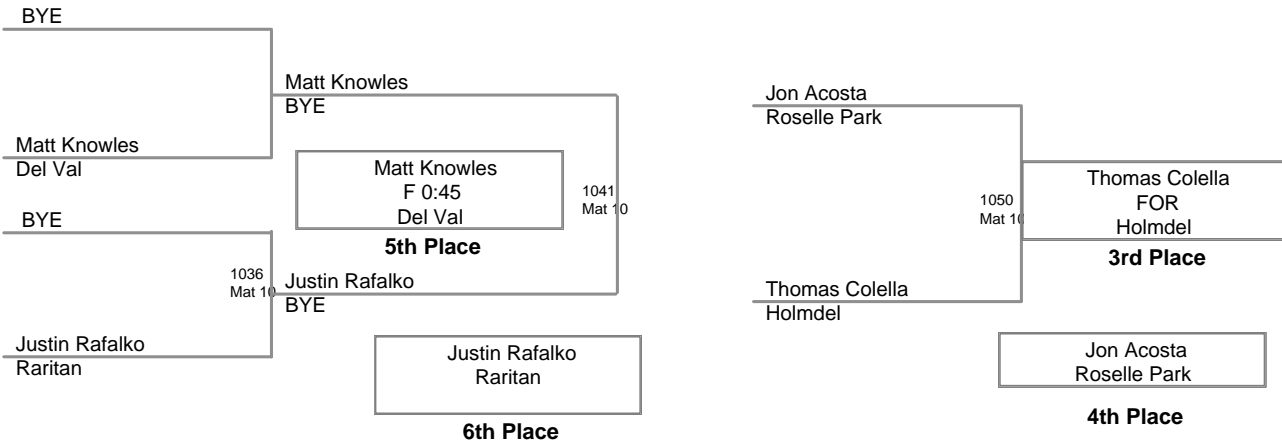 BYE
Matt Knowles
BYE
Matt Knowles
Del Val
Matt Knowles
F 0:45
Del Val
5th Place
1041
Mat 10
BYE
1036
Mat 10
Justin Rafalko
BYE
Justin Rafalko
Raritan
Justin Rafalko
Raritan
6th Place
Jon Acosta
Roselle Park
1050
Mat 10
Thomas Colella
FOR
Holmdel
3rd Place
Thomas Colella
Holmdel
Jon Acosta
Roselle Park
4th Place